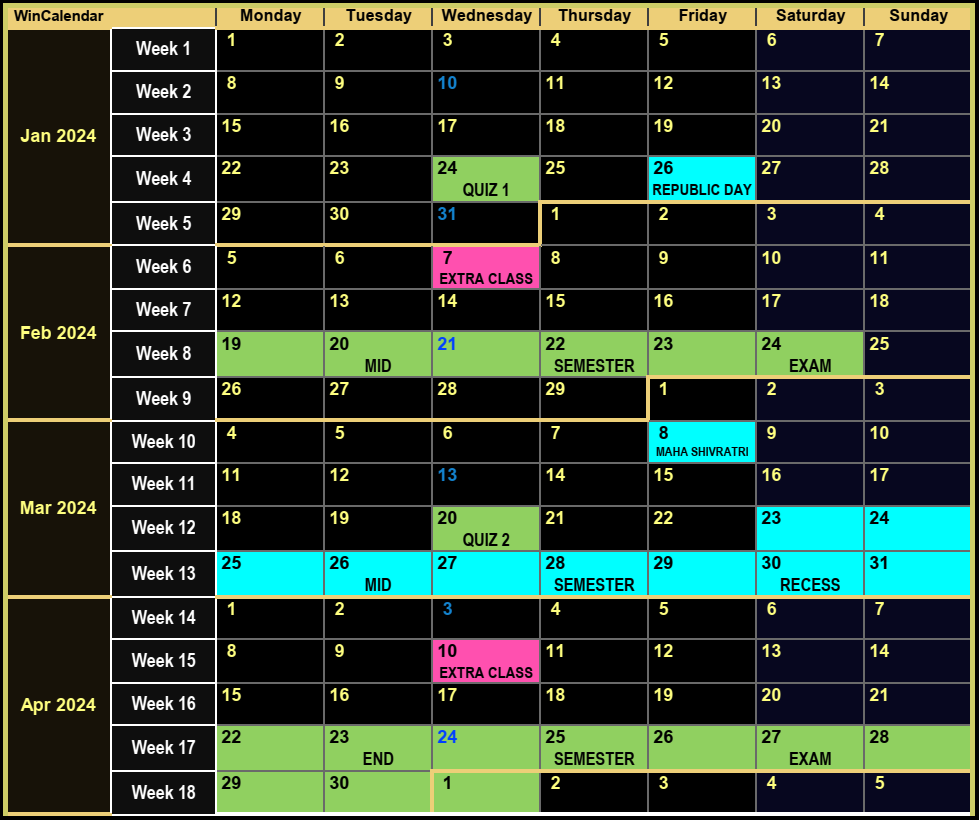 WinCalendar Monday Tuesday Wednesday Thursday Friday Saturday Sunday
Jan 2024
Week 1 1 2 3 4 5 6 7
Week 2 8 9 10 11 12 13 14
Week 3 15 16 17 18 19 20 21
Week 4 22 23 24 25 26 27 28
QUIZ 1 REPUBLIC DAY
Week 5 29 30 31 1 2 3 4
Feb 2024
Week 6 5 6 7 8 9 10 11
EXTRA CLASS
Week 7 12 13 14 15 16 17 18
Week 8 19 20 21 22 23 24 25
MID SEMESTER EXAM
Week 9 26 27 28 29 1 2 3
Mar 2024
Week 10 4 5 6 7 8 9 10
MAHA SHIVRATRI
Week 11 11 12 13 14 15 16 17
Week 12 18 19 20 21 22 23 24
QUIZ 2
Week 13 25 26 27 28 29 30 31
MID SEMESTER RECESS
Apr 2024
Week 14 1 2 3 4 5 6 7
Week 15 8 9 10 11 12 13 14
EXTRA CLASS
Week 16 15 16 17 18 19 20 21
Week 17 22 23 24 25 26 27 28
END SEMESTER EXAM
Week 18 29 30 1 2 3 4 5